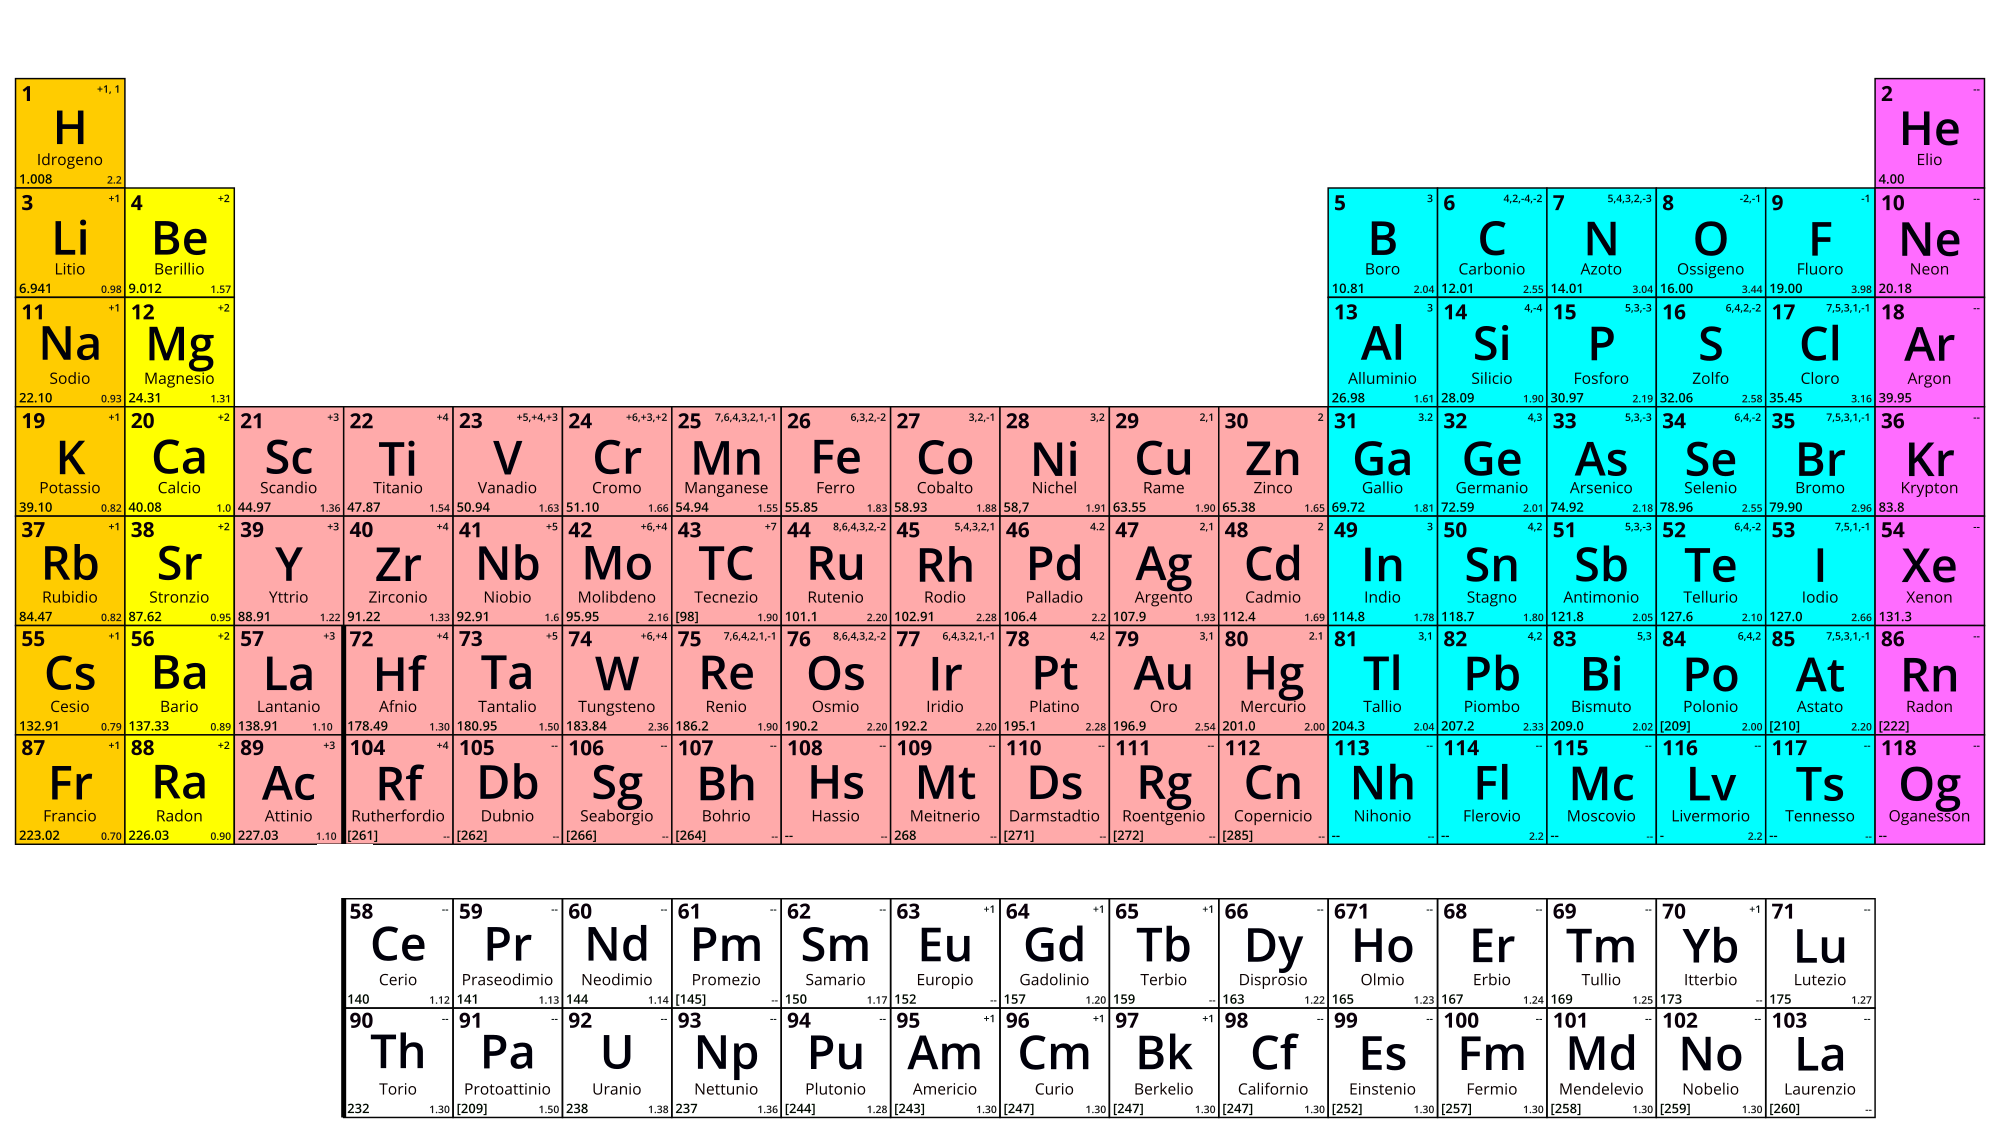 1 +1, 1
H
Idrogeno
1.008 2.2
2 --
He
Elio
4.00
3 +1
Li
Litio
6.941 0.98
4 +2
Be
Berillio
9.012 1.57
5 3
B
Boro
10.81 2.04
6 4,2,-4,-2
C
Carbonio
12.01 2.55
7 5,4,3,2,-3
N
Azoto
14.01 3.04
8 -2,-1
O
Ossigeno
16.00 3.44
9 -1
F
Fluoro
19.00 3.98
10 --
Ne
Neon
20.18
11 +1
Na
Sodio
22.10 0.93
12 +2
Mg
Magnesio
24.31 1.31
13 3
Al
Alluminio
26.98 1.61
14 4,-4
Si
Silicio
28.09 1.90
15 5,3,-3
P
Fosforo
30.97 2.19
16 6,4,2,-2
S
Zolfo
32.06 2.58
17 7,5,3,1,-1
Cl
Cloro
35.45 3.16
18 --
Ar
Argon
39.95
19 +1
K
Potassio
39.10 0.82
20 +2
Ca
Calcio
40.08 1.0
21 +3
Sc
Scandio
44.97 1.36
22 +4
Ti
Titanio
47.87 1.54
23 +5,+4,+3
V
Vanadio
50.94 1.63
24 +6,+3,+2
Cr
Cromo
51.10 1.66
25 7,6,4,3,2,1,-1
Mn
Manganese
54.94 1.55
26 6,3,2,-2
Fe
Ferro
55.85 1.83
27 3,2,-1
Co
Cobalto
58.93 1.88
28 3,2
Ni
Nichel
58,7 1.91
29 2,1
Cu
Rame
63.55 1.90
30 2
Zn
Zinco
65.38 1.65
31 3.2
Ga
Gallio
69.72 1.81
32 4,3
Ge
Germanio
72.59 2.01
33 5,3,-3
As
Arsenico
74.92 2.18
34 6,4,-2
Se
Selenio
78.96 2.55
35 7,5,3,1,-1
Br
Bromo
79.90 2.96
36 --
Kr
Krypton
83.8
37 +1
Rb
Rubidio
84.47 0.82
38 +2
Sr
Stronzio
87.62 0.95
39 +3
Y
Yttrio
88.91 1.22
40 +4
Zr
Zirconio
91.22 1.33
41 +5
Nb
Niobio
92.91 1.6
42 +6,+4
Mo
Molibdeno
95.95 2.16
43 +7
TC
Tecnezio
[98] 1.90
44 8,6,4,3,2,-2
Ru
Rutenio
101.1 2.20
45 5,4,3,2,1
Rh
Rodio
102.91 2.28
46 4.2
Pd
Palladio
106.4 2.2
47 2,1
Ag
Argento
107.9 1.93
48 2
Cd
Cadmio
112.4 1.69
49 3
In
Indio
114.8 1.78
50 4,2
Sn
Stagno
118.7 1.80
51 5,3,-3
Sb
Antimonio
121.8 2.05
52 6,4,-2
Te
Tellurio
127.6 2.10
53 7,5,1,-1
I
Iodio
127.0 2.66
54 --
Xe
Xenon
131.3
55 +1
Cs
Cesio
132.91 0.79
56 +2
Ba
Bario
137.33 0.89
57 +3
La
Lantanio
138.91 1.10
72 +4
Hf
Afnio
178.49 1.30
73 +5
Ta
Tantalio
180.95 1.50
74 +6,+4
W
Tungsteno
183.84 2.36
75 7,6,4,2,1,-1
Re
Renio
186.2 1.90
76 8,6,4,3,2,-2
Os
Osmio
190.2 2.20
77 6,4,3,2,1,-1
Ir
Iridio
192.2 2.20
78 4,2
Pt
Platino
195.1 2.28
79 3,1
Au
Oro
196.9 2.54
80 2.1
Hg
Mercurio
201.0 2.00
81 3,1
Tl
Tallio
204.3 2.04
82 4,2
Pb
Piombo
207.2 2.33
83 5,3
Bi
Bismuto
209.0 2.02
84 6,4,2
Po
Polonio
[209] 2.00
85 7,5,3,1,-1
At
Astato
[210] 2.20
86 --
Rn
Radon
[222]
87 +1
Fr
Francio
223.02 0.70
88 +2
Ra
Radon
226.03 0.90
89 +3
Ac
Attinio
227.03 1.10
104 +4
Rf
Rutherfordio
[261] --
105 --
Db
Dubnio
[262] --
106 --
Sg
Seaborgio
[266] --
107 --
Bh
Bohrio
[264] --
108 --
Hs
Hassio
-- --
109 --
Mt
Meitnerio
268 --
110 --
Ds
Darmstadtio
[271] --
111 --
Rg
Roentgenio
[272] --
112 --
Cn
Copernicio
[285] --
113 --
Nh
Nihonio
-- --
114 --
Fl
Flerovio
-- 2.2
115 --
Mc
Moscovio
-- --
116 --
Lv
Livermorio
- 2.2
117 --
Ts
Tennesso
-- --
118 --
Og
Oganesson
--
58 --
Ce
Cerio
140 1.12
59 --
Pr
Praseodimio
141 1.13
60 --
Nd
Neodimio
144 1.14
61 --
Pm
Promezio
[145] --
62 --
Sm
Samario
150 1.17
63 +1
Eu
Europio
152 --
64 +1
Gd
Gadolinio
157 1.20
65 +1
Tb
Terbio
159 --
66 --
Dy
Disprosio
163 1.22
671 --
Ho
Olmio
165 1.23
68 --
Er
Erbio
167 1.24
69 --
Tm
Tullio
169 1.25
70 +1
Yb
Itterbio
173 --
71 --
Lu
Lutezio
175 1.27
90 --
Th
Torio
232 1.30
91 --
Pa
Protoattinio
[209] 1.50
92 --
U
Uranio
238 1.38
93 --
Np
Nettunio
237 1.36
94 --
Pu
Plutonio
[244] 1.28
95 +1
Am
Americio
[243] 1.30
96 +1
Cm
Curio
[247] 1.30
97 +1
Bk
Berkelio
[247] 1.30
98 --
Cf
Californio
[247] 1.30
99 --
Es
Einstenio
[252] 1.30
100 --
Fm
Fermio
[257] 1.30
101 --
Md
Mendelevio
[258] 1.30
102 --
No
Nobelio
[259] 1.30
103 --
La
Laurenzio
[260] --